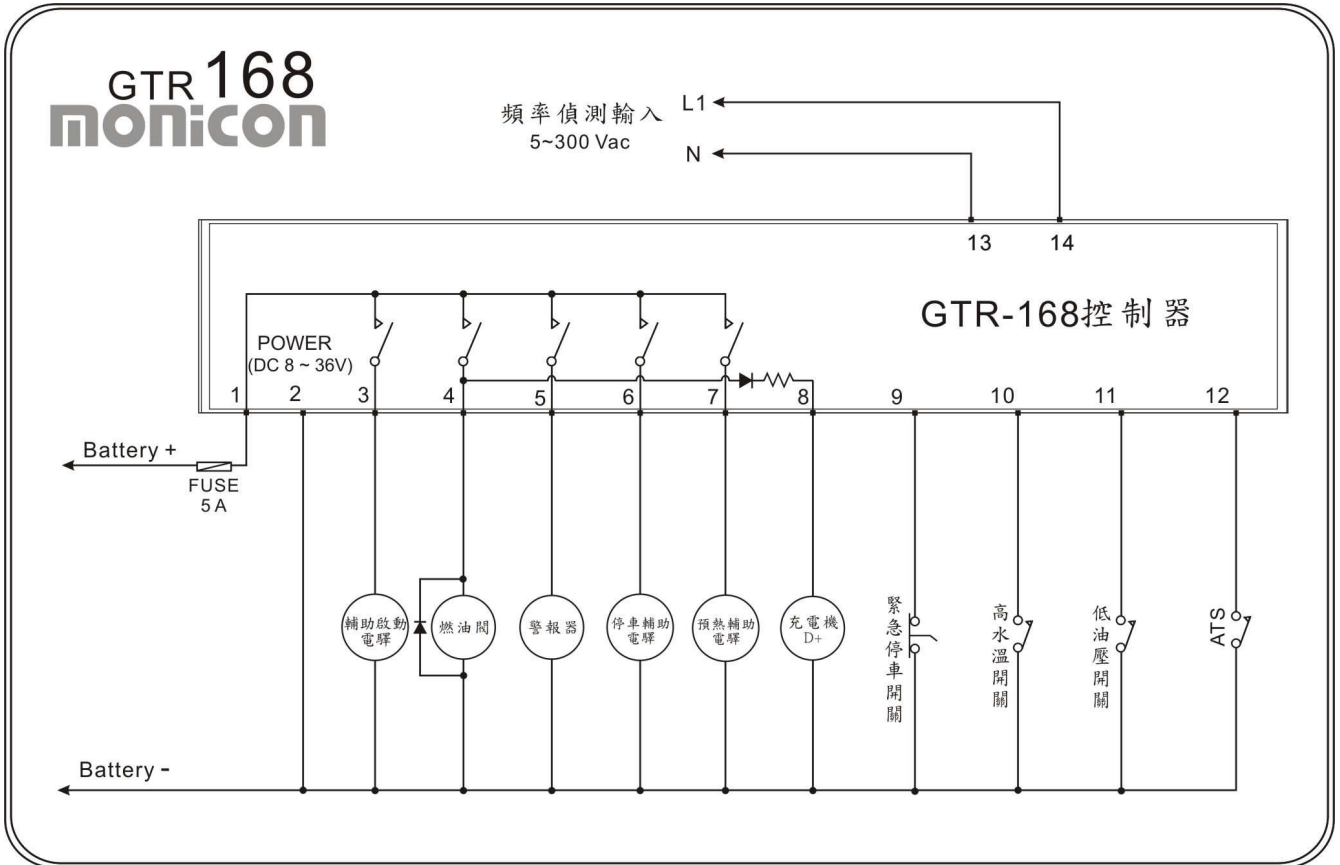 GTR 168
monicon
頻率偵測輸入
5~300 Vac
L1
N
13
14
GTR-168控制器
POWER
(DC 8 ~ 36V)
1
2
3
4
5
6
7
8
9
10
11
12
Battery +
FUSE
5 A
輔助啟動
電驛
燃油閥
警報器
停車輔助
電驛
預熱輔助
電驛
充電機
D+
緊急停車開關
高水溫開關
低油壓開關
ATS
Battery -